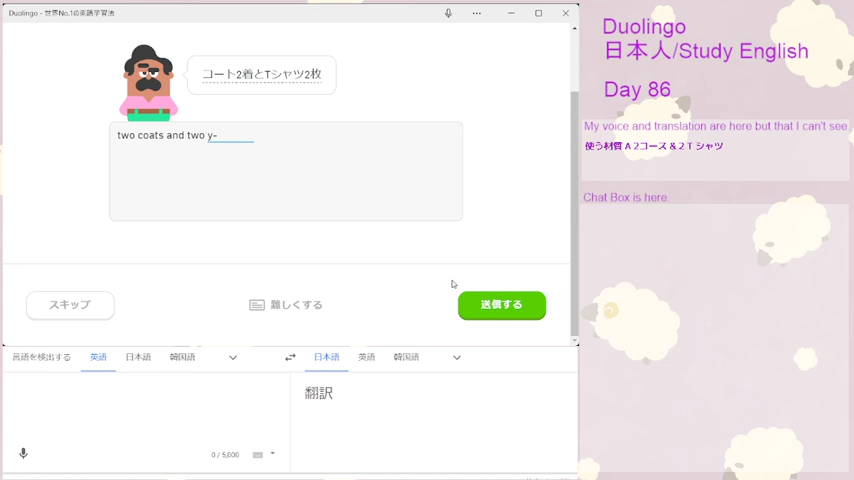 Duolingo - 世界No.1の英語学習法
コート2着とTシャツ2枚
two coats and two y-
スキップ
難しくする
送信する
言語を検出する 英語 日本語 韓国語
日本語 英語 韓国語
翻訳
0 / 5,000
Duolingo
日本人/Study English
Day 86
My voice and translation are here but that I can't see
使う材質 A 2コース & 2 T シャツ
Chat Box is here